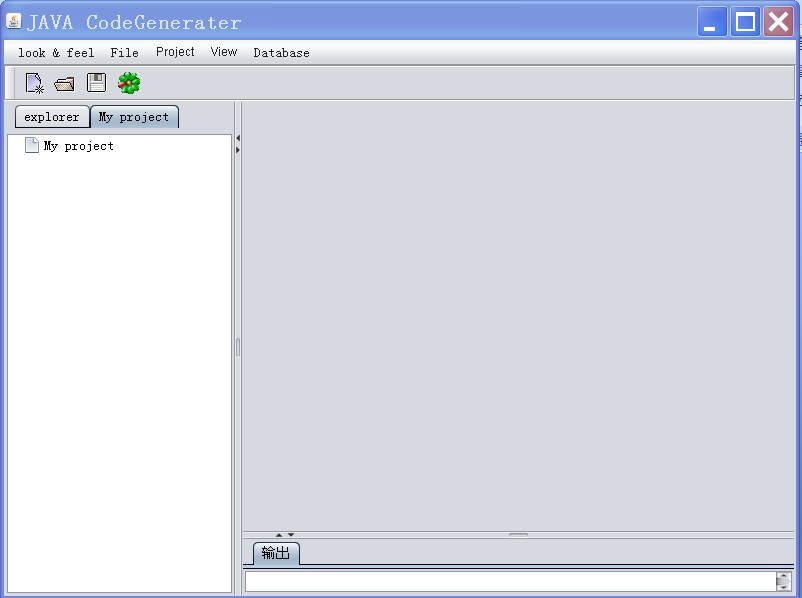 JAVA CodeGenerater
look & feel File Project View Database
explorer My project
My project
输出